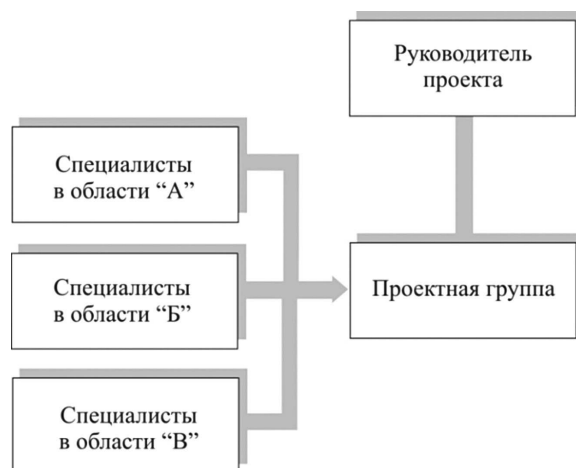 Руководитель
проекта
Специалисты
в области “А”
Специалисты
в области “Б”
Проектная группа
Специалисты
в области “В”